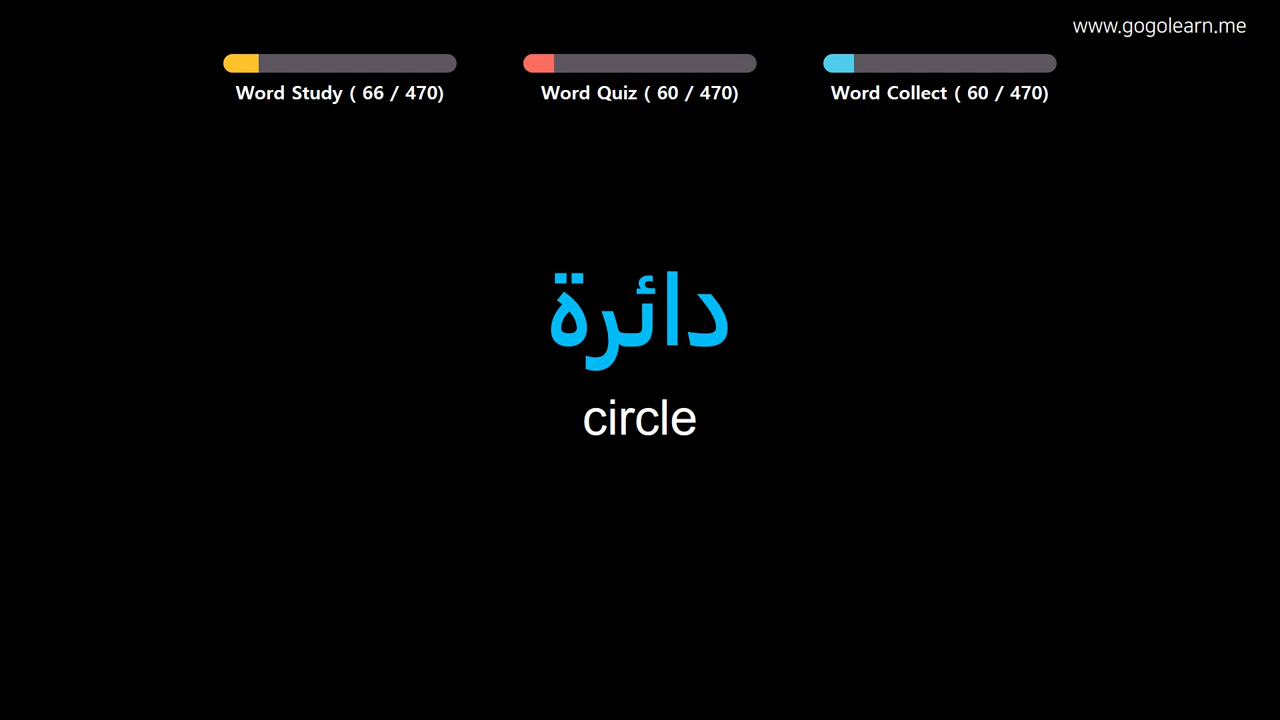 www.gogolearn.me
Word Study ( 66 / 470)
Word Quiz ( 60 / 470)
Word Collect ( 60 / 470)
دائرة
circle